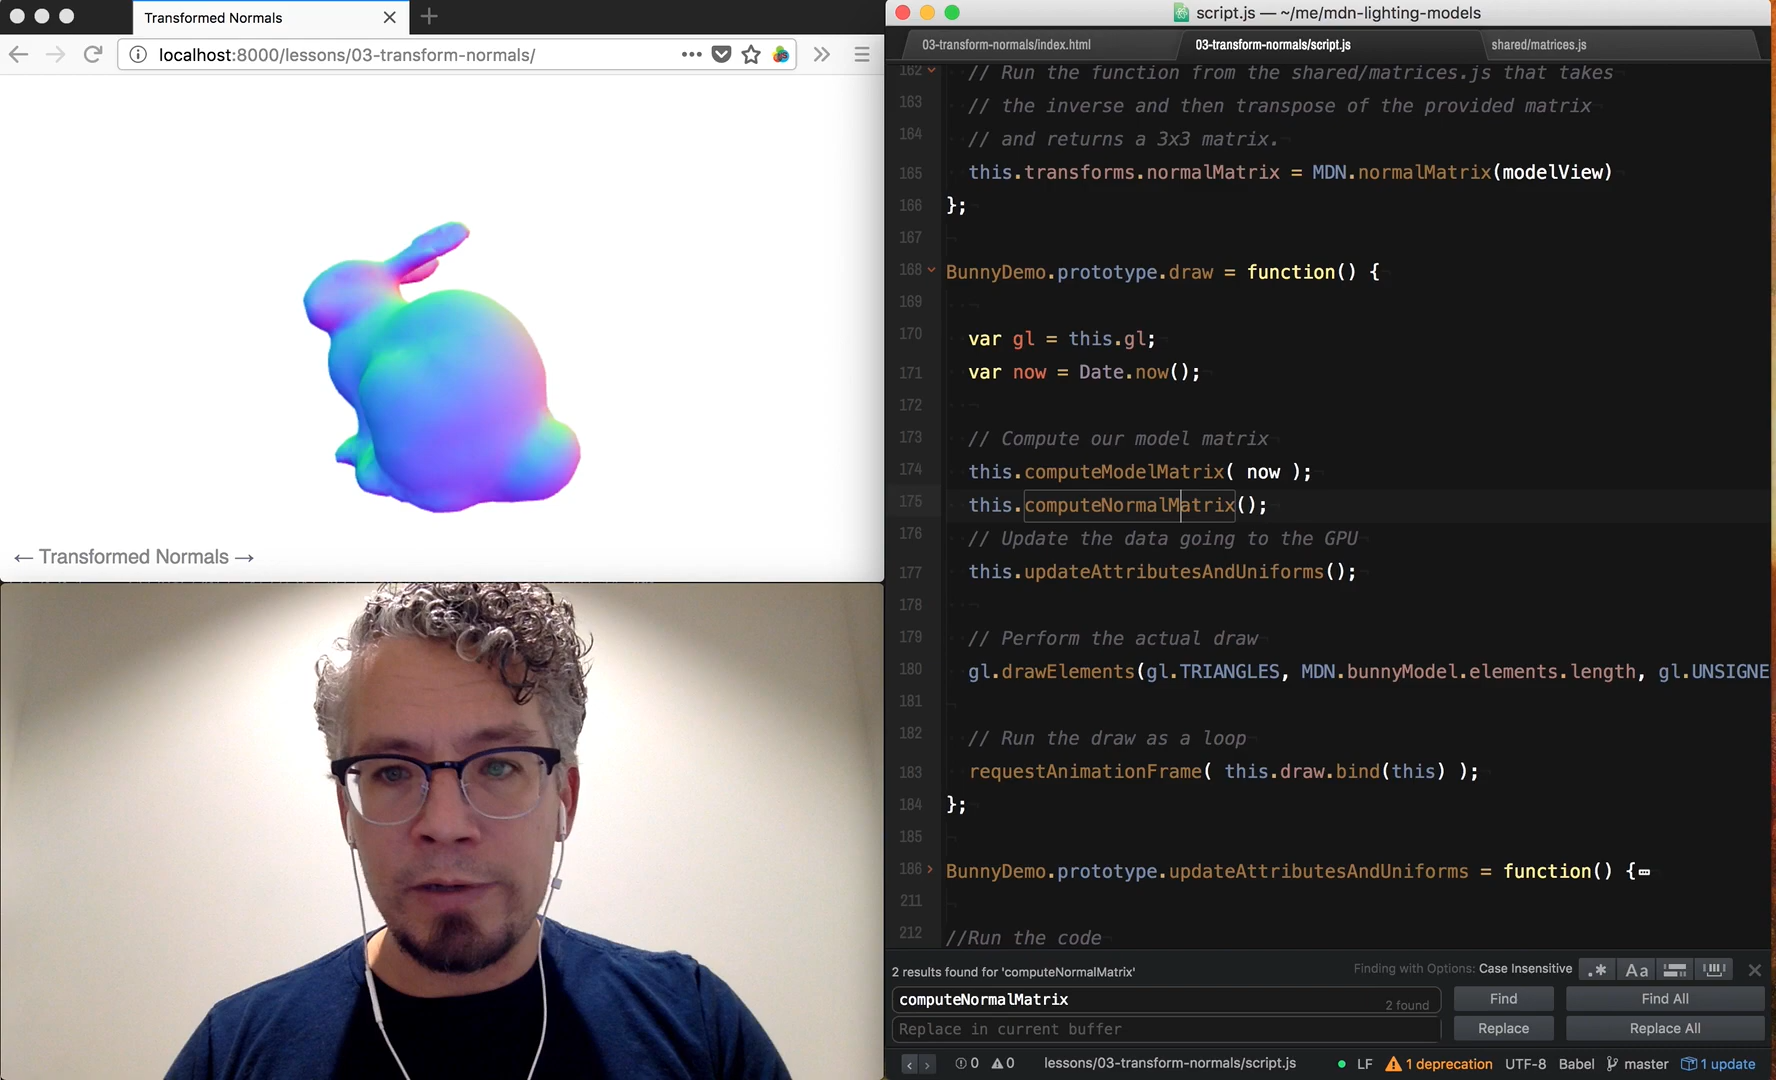 Transformed Normals
localhost:8000/lessons/03-transform-normals/
← Transformed Normals →
script.js — ~/me/mdn-lighting-models
03-transform-normals/index.html
03-transform-normals/script.js
shared/matrices.js
162 // Run the function from the shared/matrices.js that takes
163 // the inverse and then transpose of the provided matrix
164 // and returns a 3x3 matrix.
165 this.transforms.normalMatrix = MDN.normalMatrix(modelView)
166 };
167
168 BunnyDemo.prototype.draw = function() {
169
170 var gl = this.gl;
171 var now = Date.now();
172
173 // Compute our model matrix
174 this.computeModelMatrix( now );
175 this.computeNormalMatrix();
176 // Update the data going to the GPU
177 this.updateAttributesAndUniforms();
178
179 // Perform the actual draw
180 gl.drawElements(gl.TRIANGLES, MDN.bunnyModel.elements.length, gl.UNSIGNE
181
182 // Run the draw as a loop
183 requestAnimationFrame( this.draw.bind(this) );
184 };
185
186 BunnyDemo.prototype.updateAttributesAndUniforms = function() {
211
212 //Run the code
2 results found for 'computeNormalMatrix'
Finding with Options: Case Insensitive
.* Aa
computeNormalMatrix
2 found
Find
Find All
Replace in current buffer
Replace
Replace All
0 0 lessons/03-transform-normals/script.js
LF 1 deprecation UTF-8 Babel master 1 update